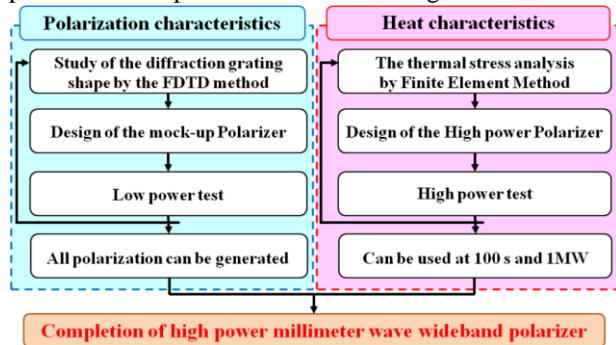 Polarization characteristics
Study of the diffraction grating
shape by the FDTD method
Design of the mock-up Polarizer
Low power test
All polarization can be generated
Heat characteristics
The thermal stress analysis
by Finite Element Method
Design of the High power Polarizer
High power test
Can be used at 100 s and 1MW
Completion of high power millimeter wave wideband polarizer